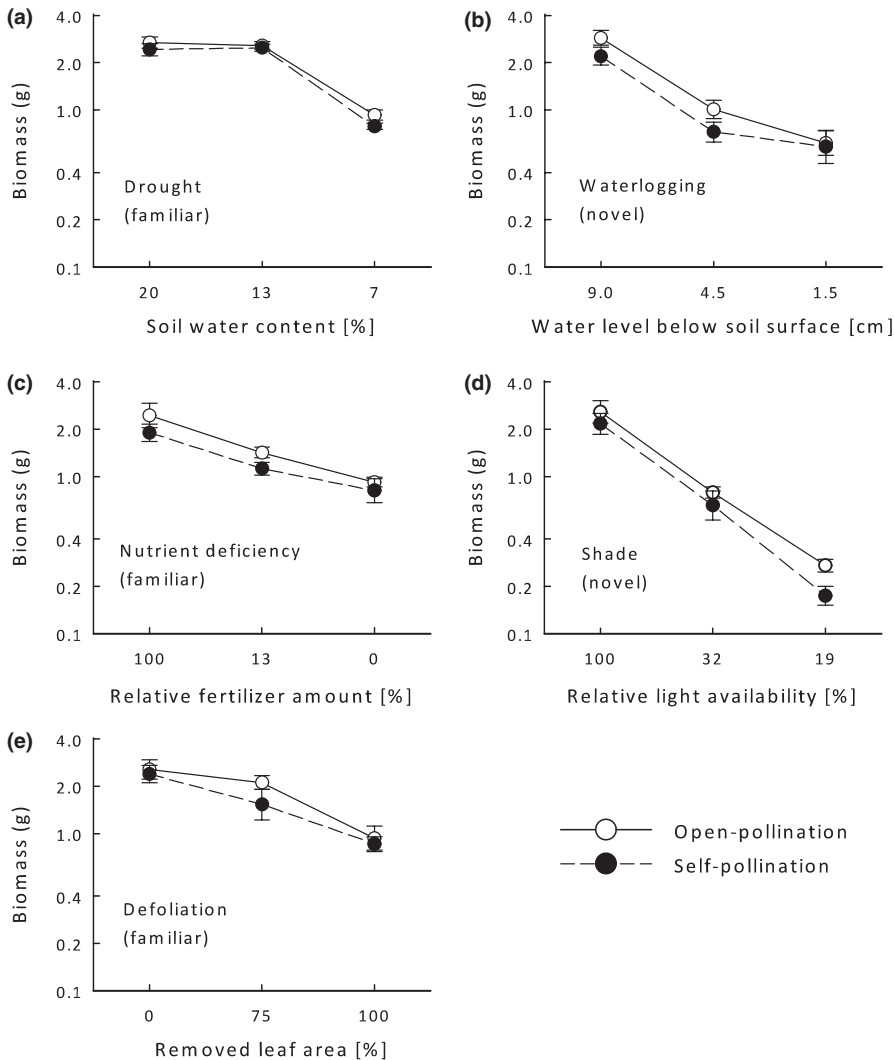 (a)
4.0
2.0
1.0
0.4
0.2
0.1
Biomass (g)
Drought
(familiar)
20 13 7
Soil water content [%]
(b)
4.0
2.0
1.0
0.4
0.2
0.1
Biomass (g)
Waterlogging
(novel)
9.0 4.5 1.5
Water level below soil surface [cm]
(c)
4.0
2.0
1.0
0.4
0.2
0.1
Biomass (g)
Nutrient deficiency
(familiar)
100 13 0
Relative fertilizer amount [%]
(d)
4.0
2.0
1.0
0.4
0.2
0.1
Biomass (g)
Shade
(novel)
100 32 19
Relative light availability [%]
(e)
4.0
2.0
1.0
0.4
0.2
0.1
Biomass (g)
Defoliation
(familiar)
0 75 100
Removed leaf area [%]
Open-pollination
Self-pollination